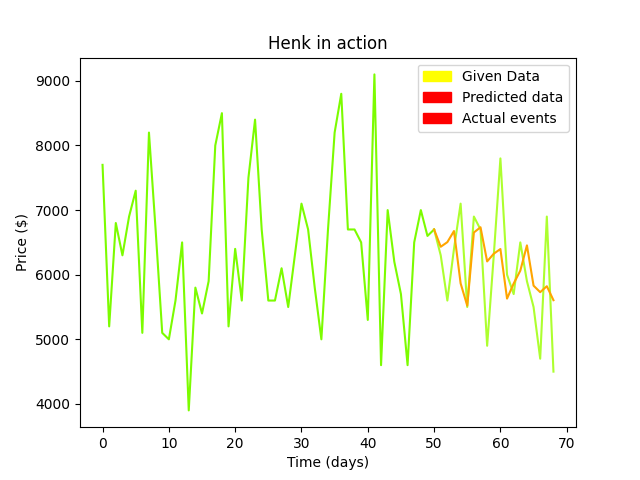 Henk in action
Given Data
Predicted data
Actual events
Price ($)
9000
8000
7000
6000
5000
4000
0 10 20 30 40 50 60 70
Time (days)